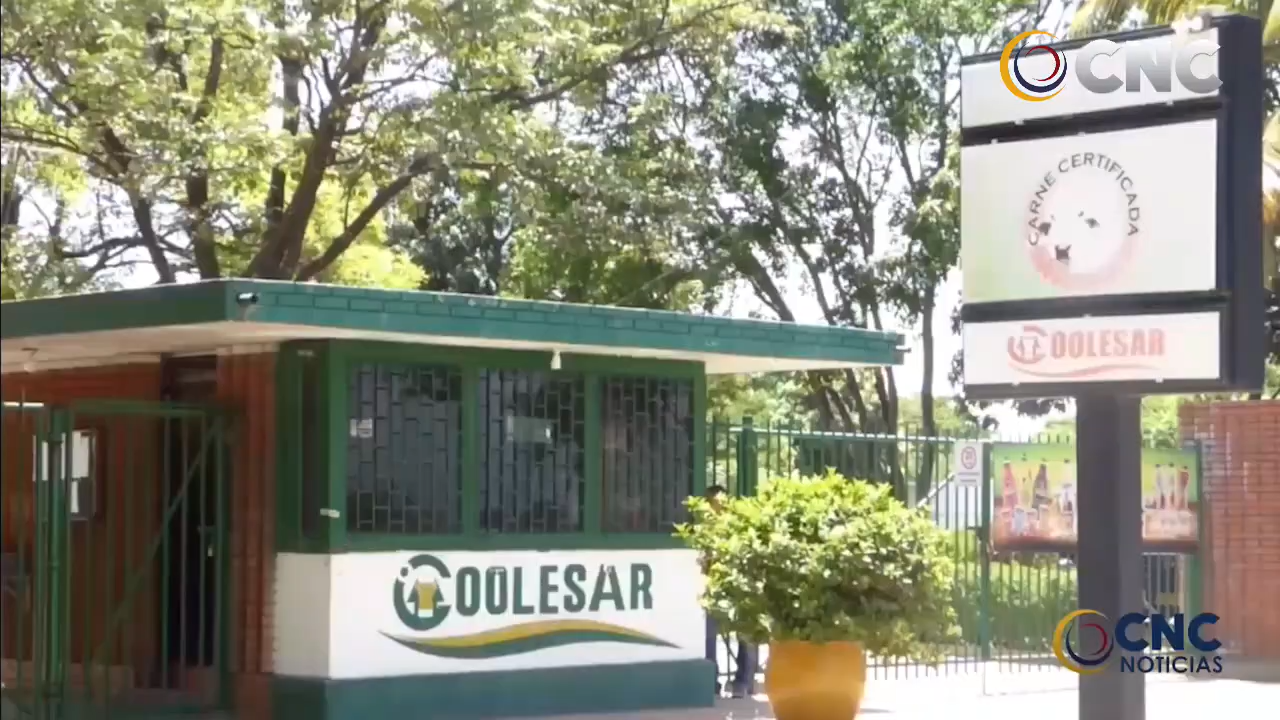 CNC
CARNE CERTIFICADA
COOLESAR
COOLESAR
CNC
NOTICIAS